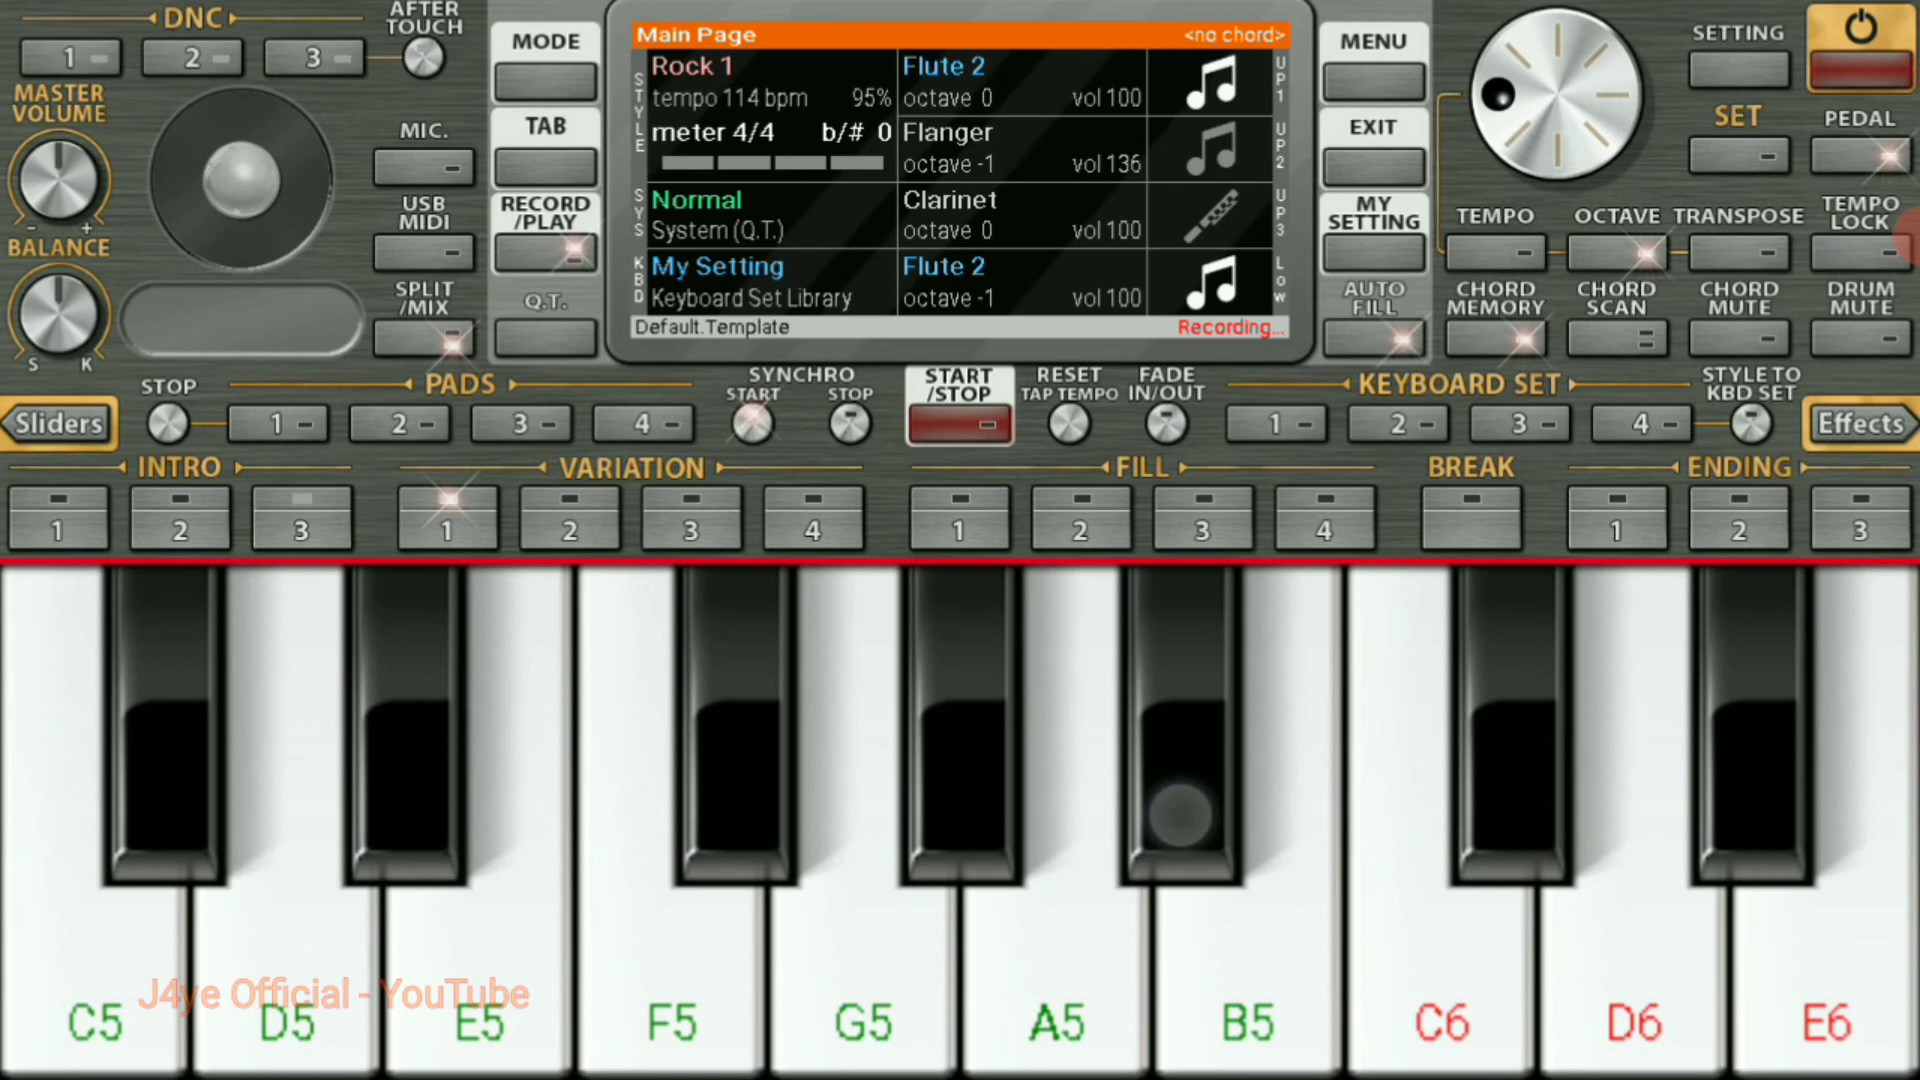 DNC
AFTER
TOUCH
1
2
3
MASTER
VOLUME
- +
BALANCE
S K
MIC.
USB
MIDI
SPLIT
/MIX
MODE
TAB
RECORD
/PLAY
Q.T.
Main Page <no chord>
STYLE
Rock 1
tempo 114 bpm 95%
meter 4/4 b/# 0
SYS
Normal
System (Q.T.)
KBD
My Setting
Keyboard Set Library
Flute 2
octave 0 vol 100
UP1
Flanger
octave -1 vol 136
UP2
Clarinet
octave 0 vol 100
UP3
Flute 2
octave -1 vol 100
Low
Default.Template Recording...
MENU
EXIT
MY
SETTING
AUTO
FILL
SETTING
SET
PEDAL
TEMPO
OCTAVE
TRANSPOSE
TEMPO
LOCK
CHORD
MEMORY
CHORD
SCAN
CHORD
MUTE
DRUM
MUTE
Sliders
STOP
PADS
1
2
3
4
SYNCHRO
START
STOP
START
/STOP
RESET
TAP TEMPO
FADE
IN/OUT
KEYBOARD SET
1
2
3
4
STYLE TO
KBD SET
Effects
INTRO
1
2
3
VARIATION
1
2
3
4
FILL
1
2
3
4
BREAK
ENDING
1
2
3
J4ye Official - YouTube
C5 D5 E5 F5 G5 A5 B5 C6 D6 E6